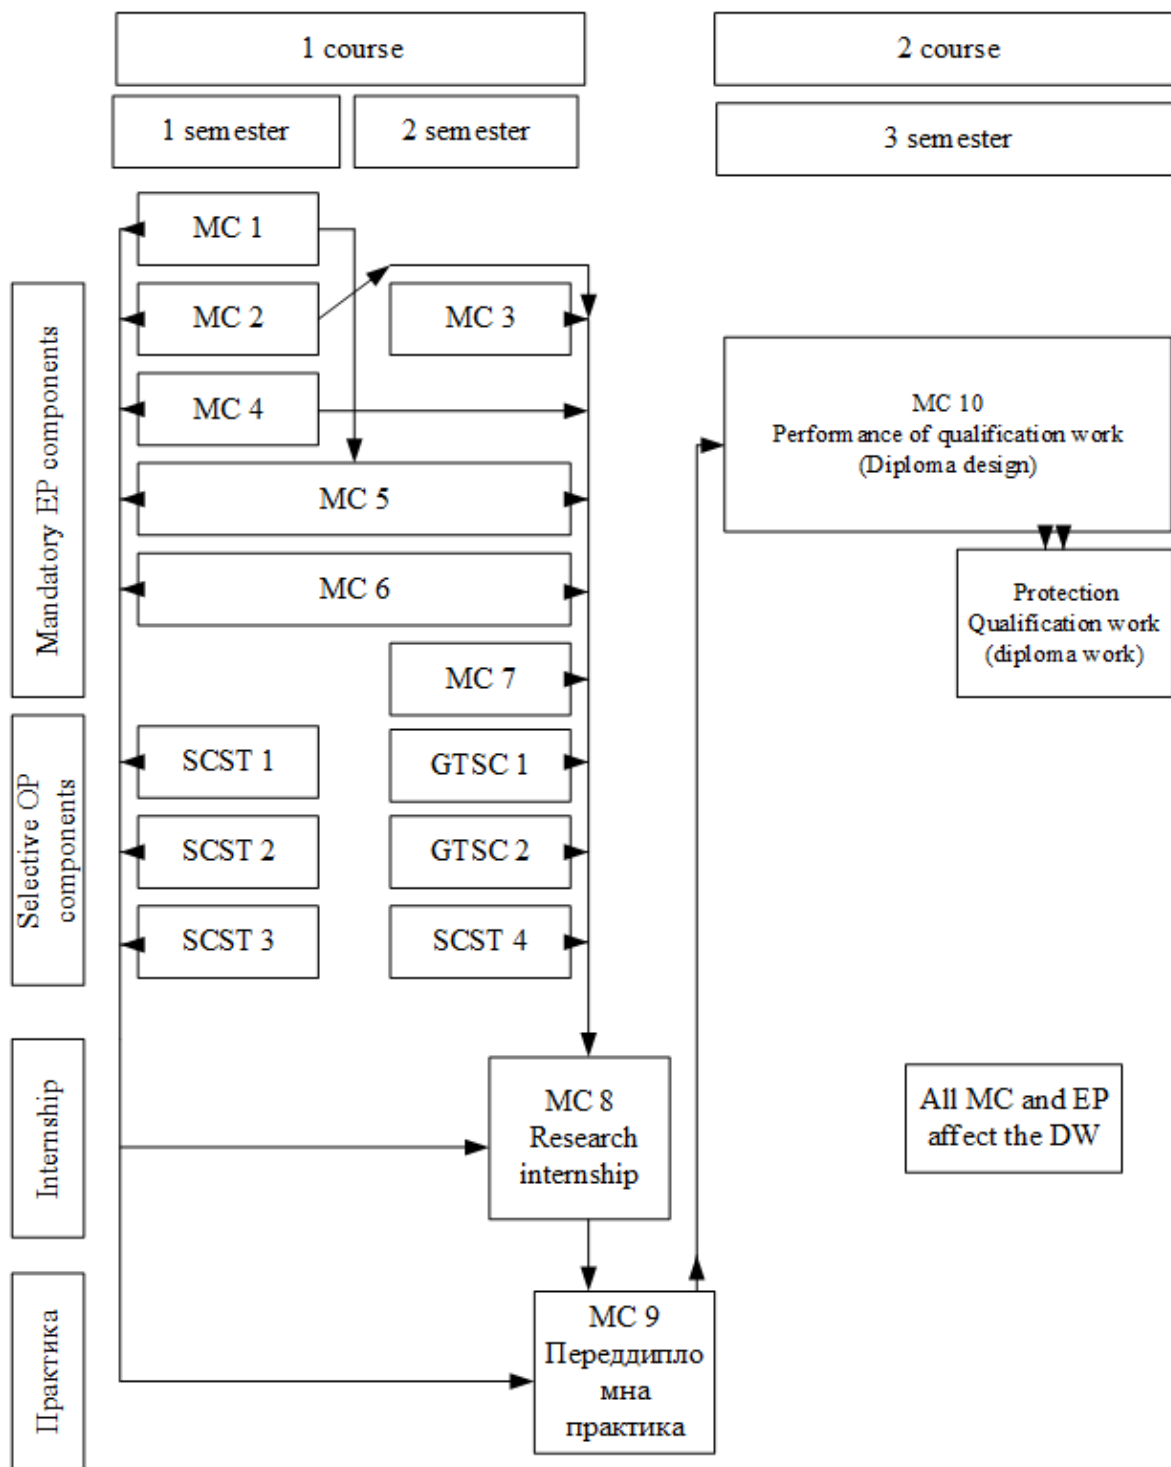 1 course
2 course
1 semester
2 semester
3 semester
MC 1
MC 2
MC 3
MC 4
MC 5
MC 6
MC 7
Mandatory EP components
MC 10
Performance of qualification work
(Diploma design)
Protection
Qualification work
(diploma work)
Selective OP
components
SCST 1
GTSC 1
SCST 2
GTSC 2
SCST 3
SCST 4
Internship
MC 8
Research
internship
All MC and EP
affect the DW
Практика
MC 9
Переддипло
мна
практика